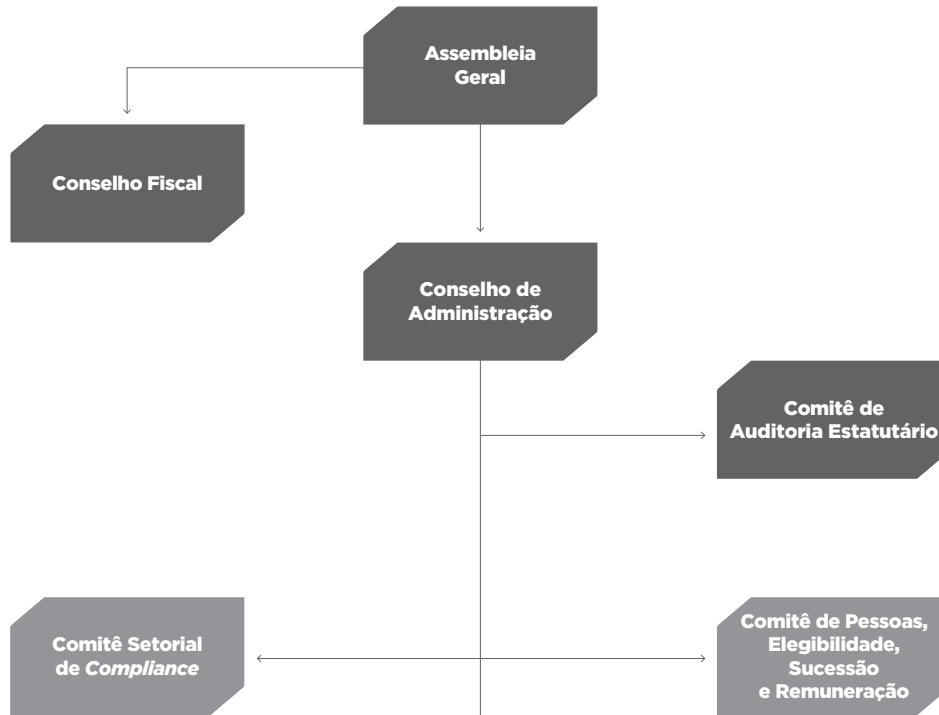 Assembleia
Geral
Conselho Fiscal
Conselho de
Administração
Comitê de
Auditoria Estatutário
Comitê Setorial
de Compliance
Comitê de Pessoas,
Elegibilidade,
Sucessão
e Remuneração